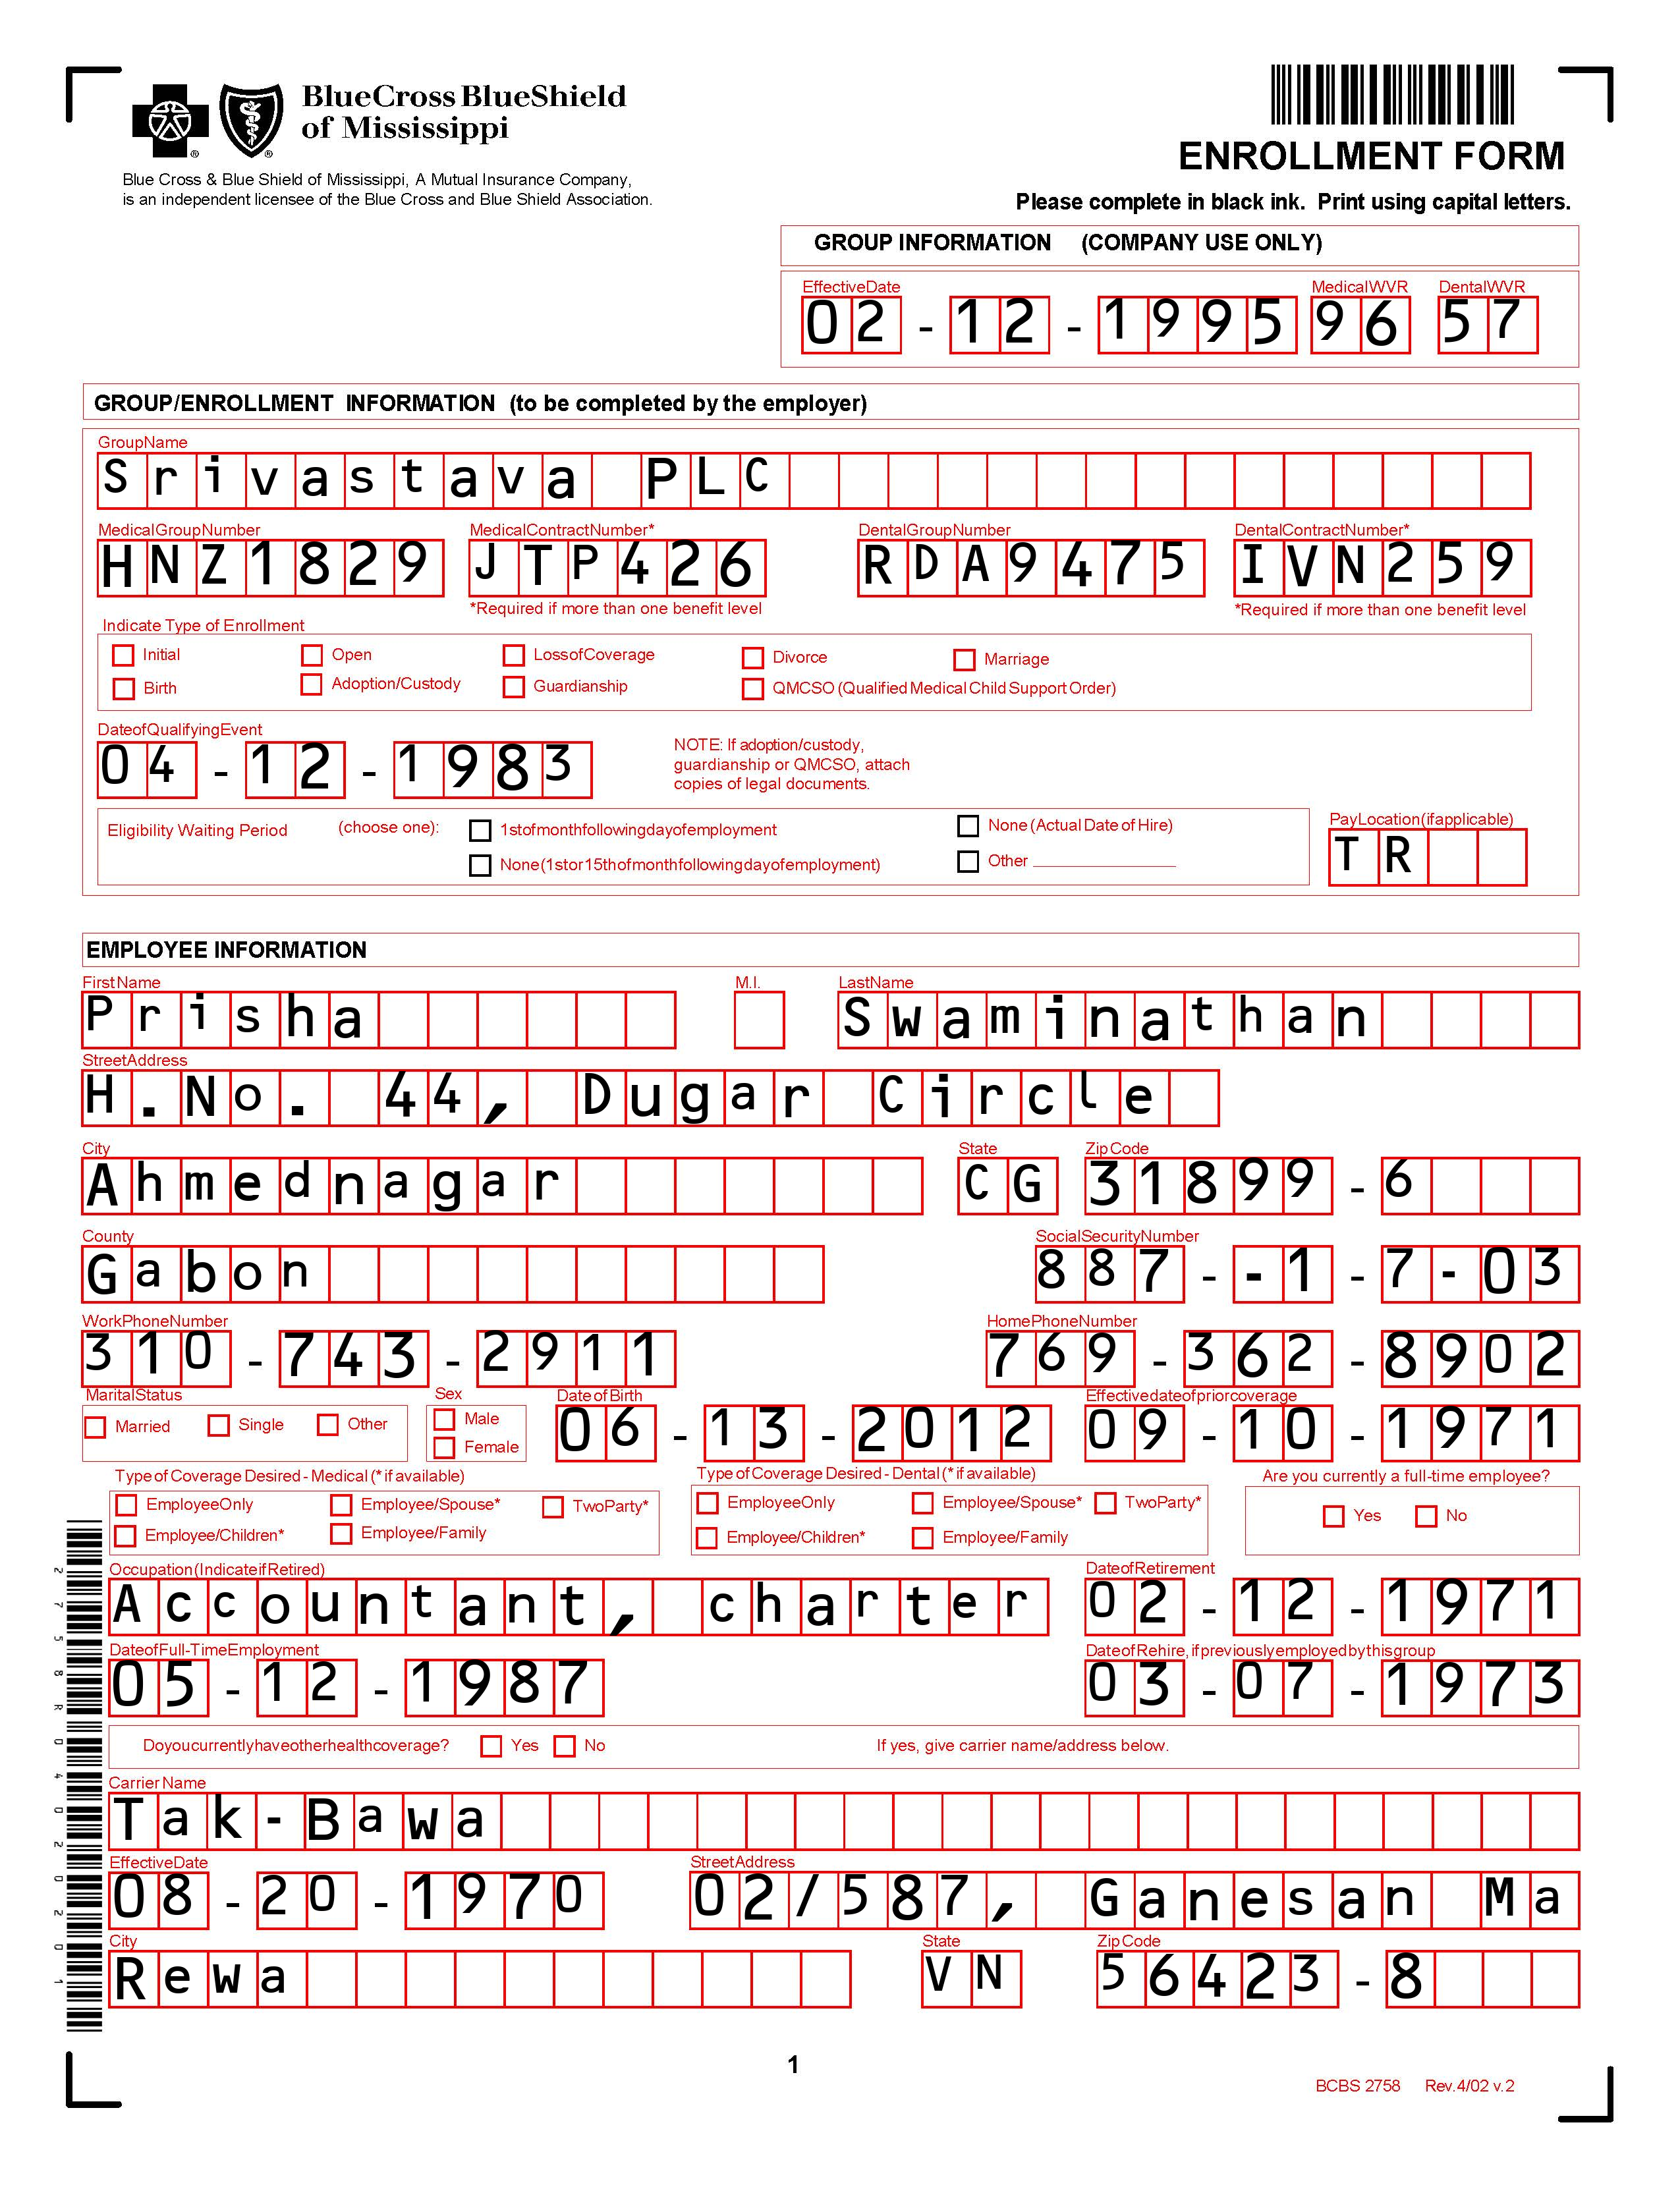 BlueCross BlueShield
of Mississippi
Blue Cross & Blue Shield of Mississippi, A Mutual Insurance Company,
is an independent licensee of the Blue Cross and Blue Shield Association.
ENROLLMENT FORM
Please complete in black ink. Print using capital letters.
GROUP INFORMATION (COMPANY USE ONLY)
EffectiveDate MedicalWVR DentalWVR
02-12-1995 96 57
GROUP/ENROLLMENT INFORMATION (to be completed by the employer)
GroupName
Srivastava PLC
MedicalGroupNumber MedicalContractNumber* DentalGroupNumber DentalContractNumber*
HNZ1829 JTP426 RDA9475 IVN259
*Required if more than one benefit level *Required if more than one benefit level
Indicate Type of Enrollment
Initial Open LossofCoverage Divorce Marriage
Birth Adoption/Custody Guardianship QMCSO (Qualified Medical Child Support Order)
DateofQualifyingEvent
04-12-1983
NOTE: If adoption/custody,
guardianship or QMCSO, attach
copies of legal documents.
Eligibility Waiting Period (choose one): 1stofmonthfollowingdayofemployment None (Actual Date of Hire)
None(1stor15thofmonthfollowingdayofemployment) Other
PayLocation(ifapplicable)
TR
EMPLOYEE INFORMATION
FirstName M.I. LastName
Prisha Swaminathan
StreetAddress
H.No. 44, Dugar Circle
City State ZipCode
Ahmednagar CG 31899-6
County SocialSecurityNumber
Gabon 887--1-7-03
WorkPhoneNumber HomePhoneNumber
310-743-2911 769-362-8902
MaritalStatus Sex Date of Birth Effectivedateofpriorcoverage
Married Single Other Male Female 06-13-2012 09-10-1971
Type of Coverage Desired - Medical (* if available) Type of Coverage Desired - Dental (* if available) Are you currently a full-time employee?
EmployeeOnly Employee/Spouse* TwoParty* EmployeeOnly Employee/Spouse* TwoParty* Yes No
Employee/Children* Employee/Family Employee/Children* Employee/Family
Occupation(IndicateifRetired) DateofRetirement
Accountant, charter 02-12-1971
DateofFull-TimeEmployment DateofRehire, ifpreviouslyemployedbythisgroup
05-12-1987 03-07-1973
Doyoucurrentlyhaveotherhealthcoverage? Yes No If yes, give carrier name/address below.
Carrier Name
Tak-Bawa
EffectiveDate StreetAddress
08-20-1970 02/587, Ganesan Ma
City State ZipCode
Rewa VN 56423-8
2758R04020201
1
BCBS 2758 Rev.4/02 v.2